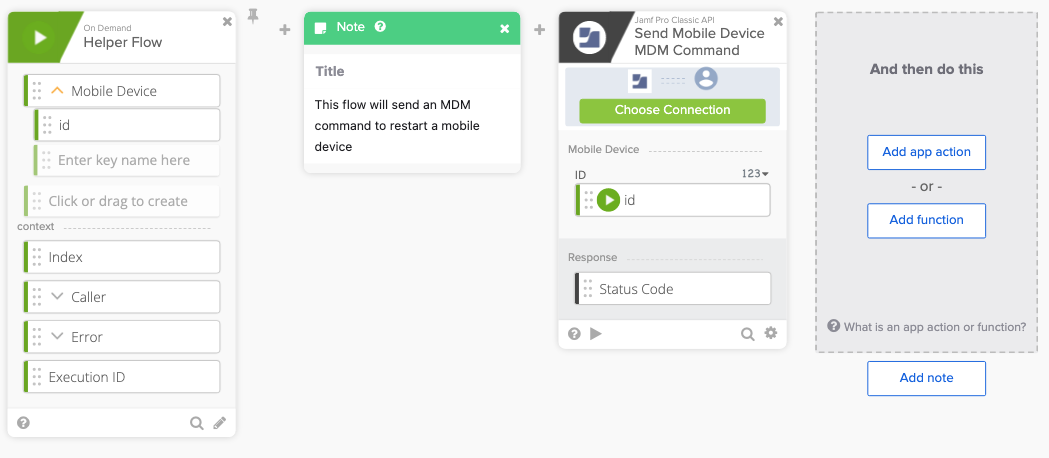 On Demand
Helper Flow
Mobile Device
id
Enter key name here
Click or drag to create
context
Index
Caller
Error
Execution ID
Note
Title
This flow will send an MDM
command to restart a mobile
device
Jamf Pro Classic API
Send Mobile Device
MDM Command
Choose Connection
Mobile Device
ID 123
id
Response
Status Code
And then do this
Add app action
- or -
Add function
What is an app action or function?
Add note